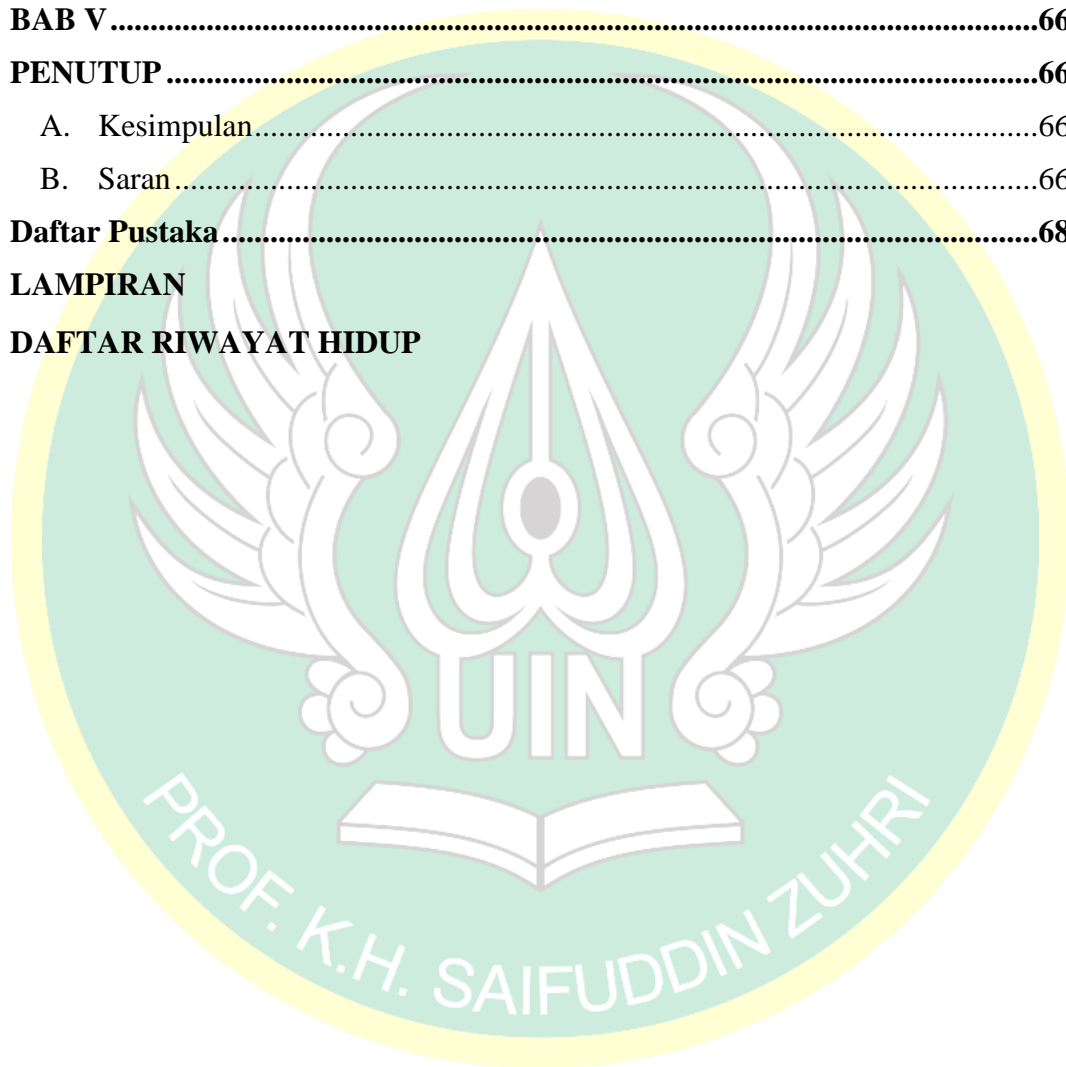 BAB V....................................................................................................66
PENUTUP............................................................................................66
A. Kesimpulan.....................................................................................66
B. Saran...............................................................................................66
Daftar Pustaka.....................................................................................68
LAMPIRAN
DAFTAR RIWAYAT HIDUP
UIN
PROF. K.H. SAIFUDDIN ZUHRI